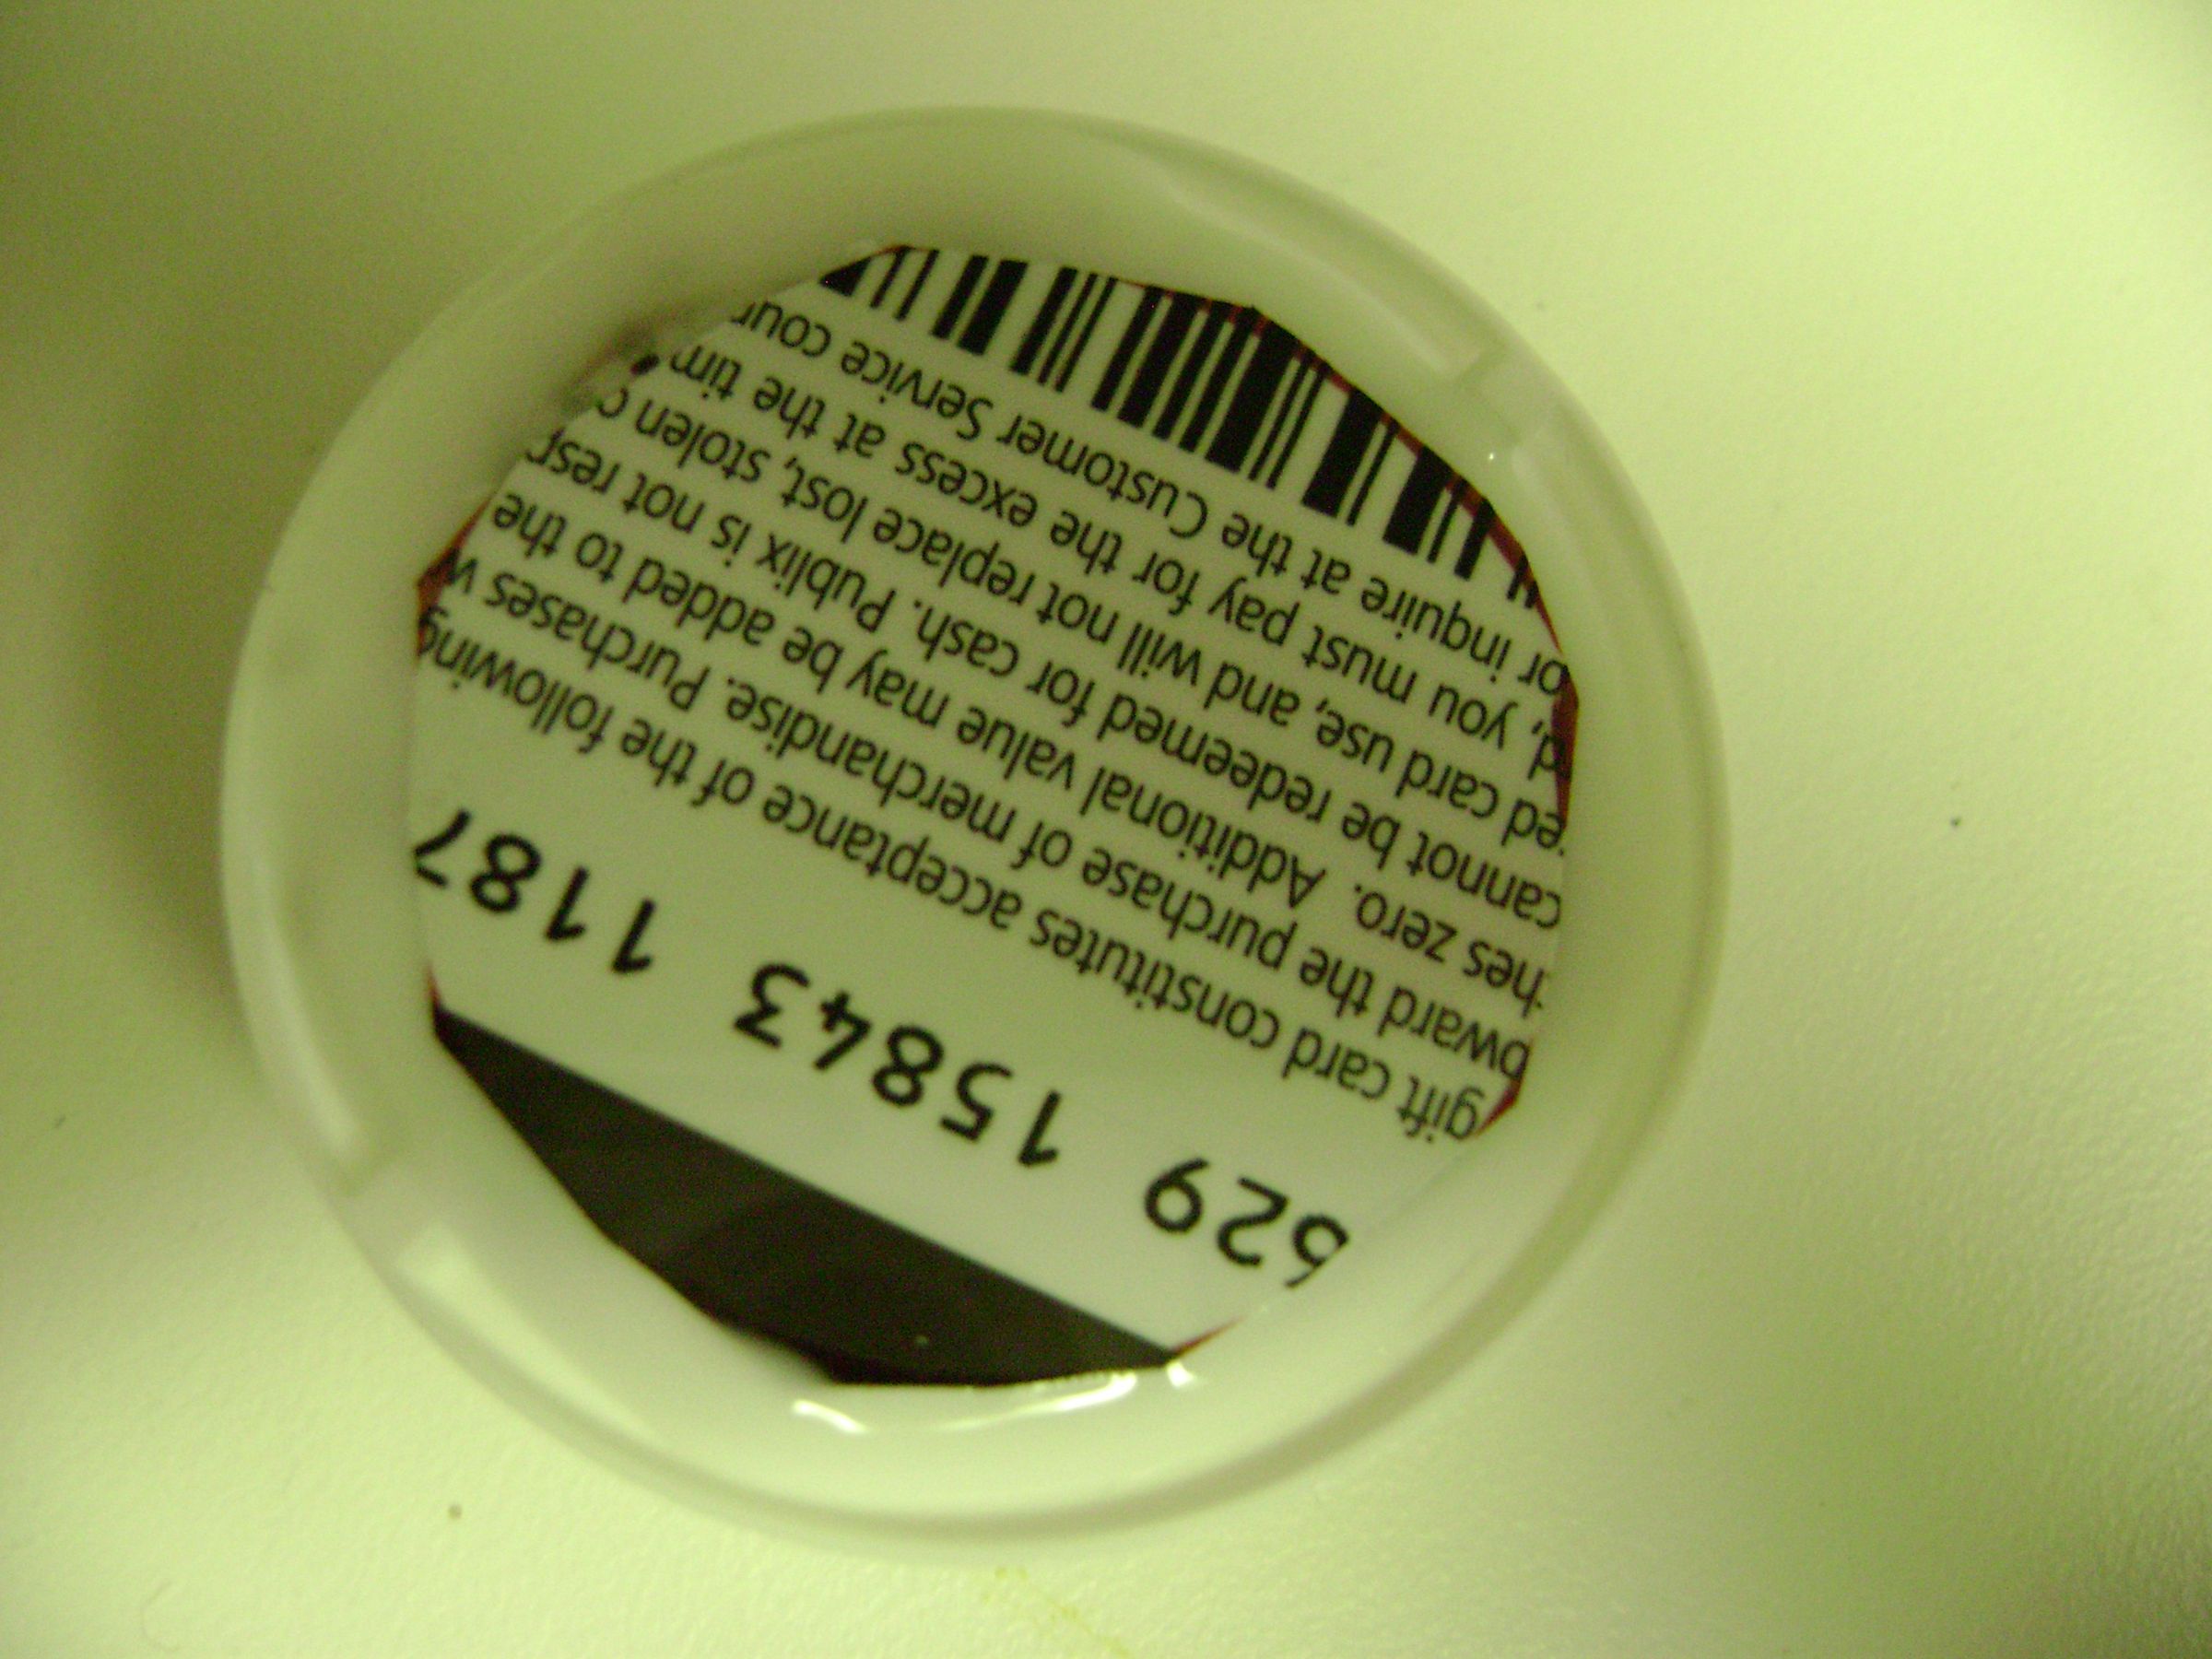 629 15843 1187
gift card constitutes acceptance of the following
ward the purchase of merchandise. Purchases w
hes zero. Additional value may be added to the
cannot be redeemed for cash. Publix is not resp
ed card use, and will not replace lost, stolen o
d, you must pay for the excess at the tim
or inquire at the Customer Service coun